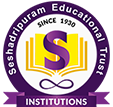 Seshadripuram Educational Trust
SINCE 1930
S
INSTITUTIONS